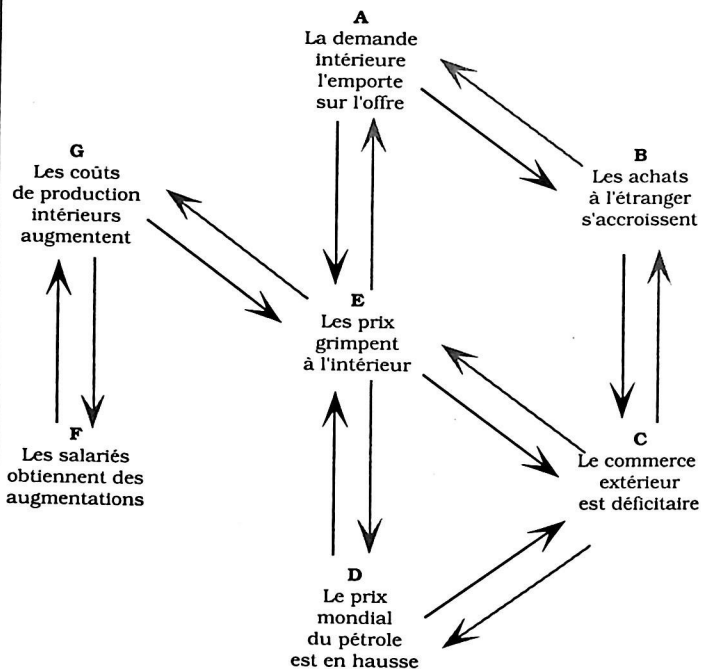 A
La demande
intérieure
l'emporte
sur l'offre
G
Les coûts
de production
intérieurs
augmentent
B
Les achats
à l'étranger
s'accroissent
E
Les prix
grimpent
à l'intérieur
F
Les salariés
obtiennent des
augmentations
C
Le commerce
extérieur
est déficitaire
D
Le prix
mondial
du pétrole
est en hausse